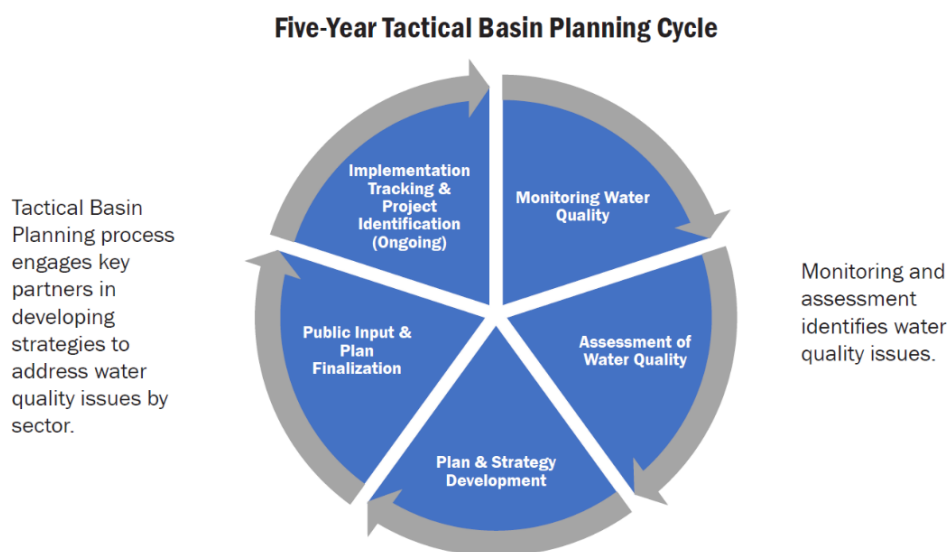 Five-Year Tactical Basin Planning Cycle
Implementation
Tracking &
Project
Identification
(Ongoing)
Monitoring Water
Quality
Tactical Basin
Planning process
engages key
partners in
developing
strategies to
address water
quality issues by
sector.
Monitoring and
assessment
identifies water
quality issues.
Public Input &
Plan
Finalization
Assessment of
Water Quality
Plan & Strategy
Development